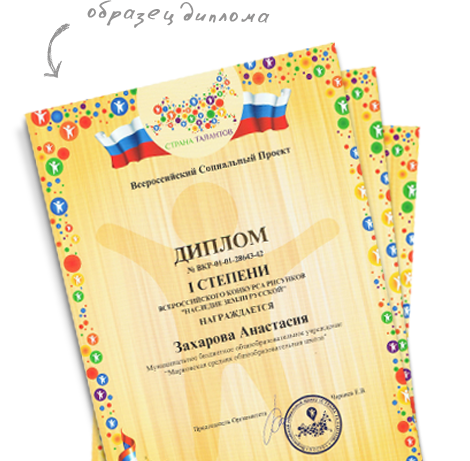 образец диплома
СТРАНА ТАЛАНТОВ
Всероссийский Социальный Проект
ДИПЛОМ
№ ВКР-01-01-28643-42
I СТЕПЕНИ
ВСЕРОССИЙСКОГО КОНКУРСА РИСУНКОВ
"НАСЛЕДИЕ ЗЕМЛИ РУССКОЙ"
НАГРАЖДАЕТСЯ
Захарова Анастасия
Муниципальное бюджетное общеобразовательное учреждение
"Марковская средняя общеобразовательная школа"
Председатель Оргкомитета
Е.В.